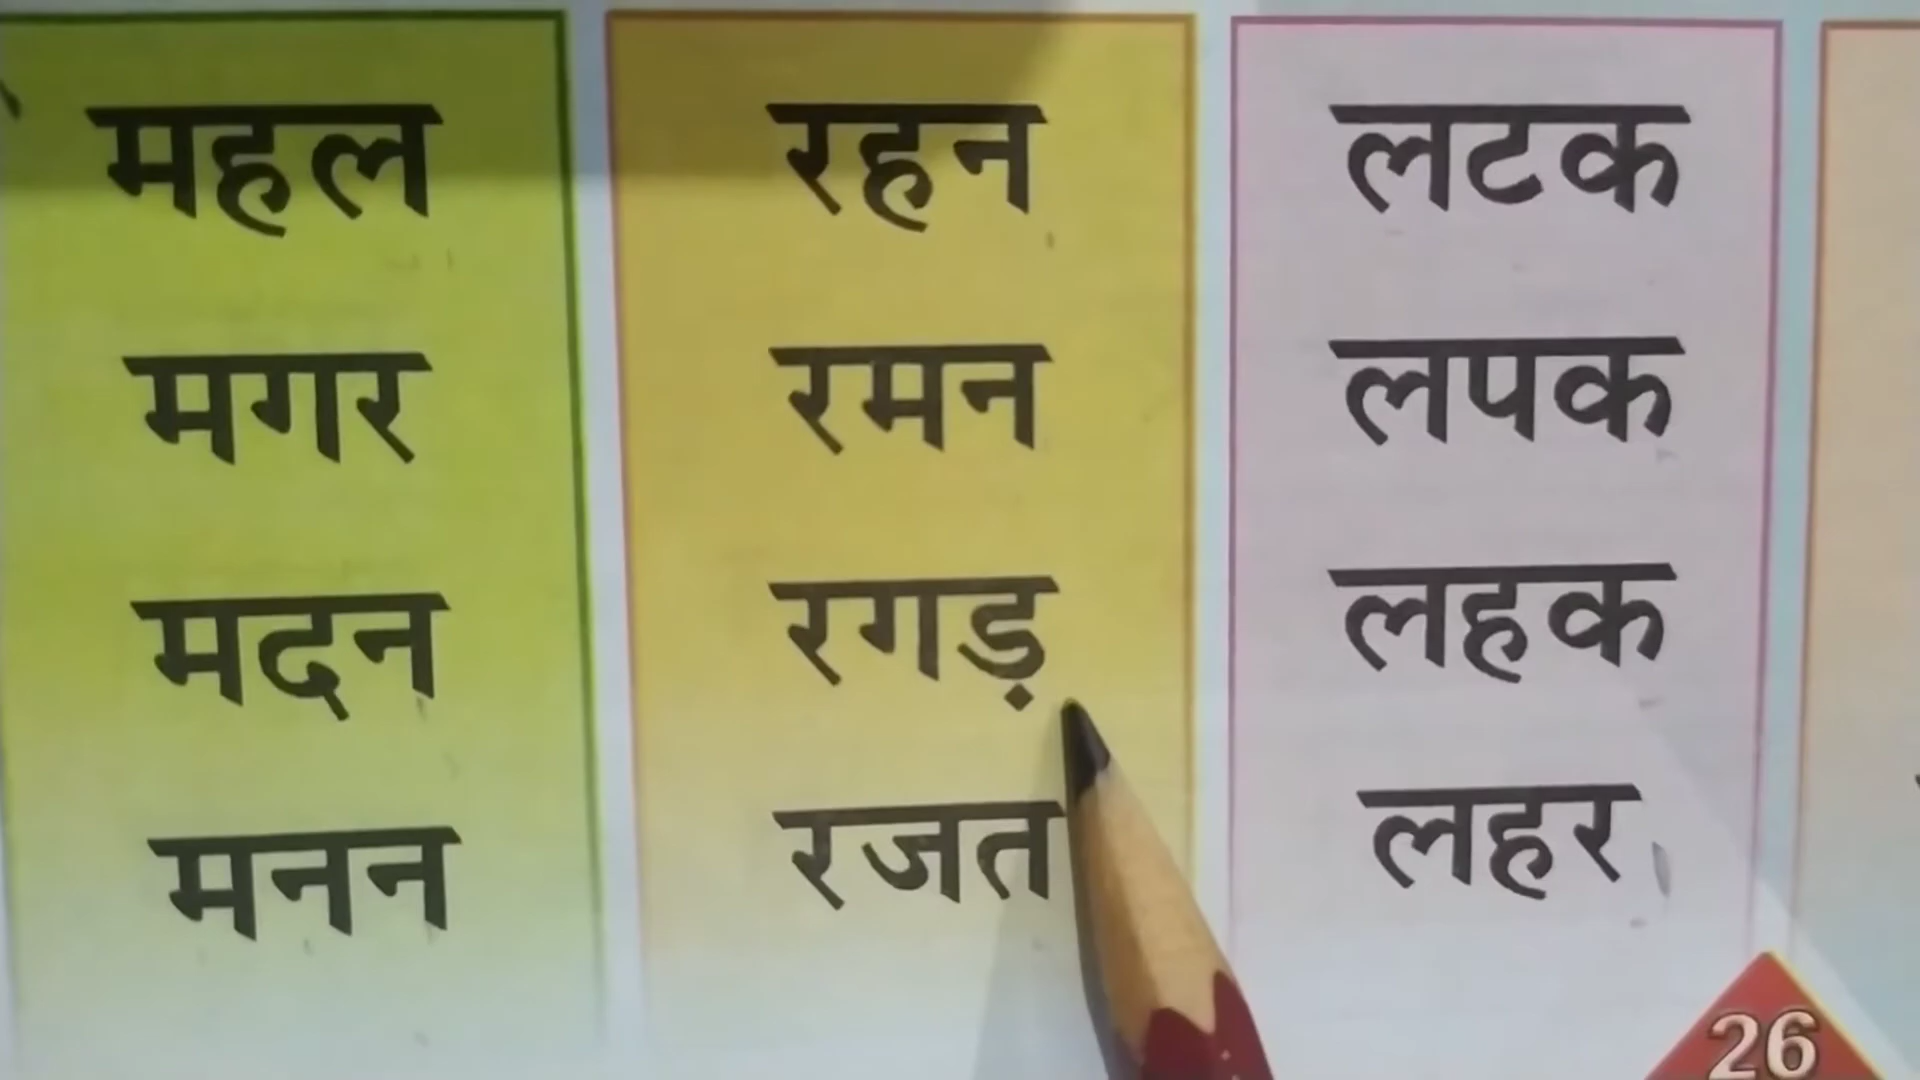 महल
मगर
मदन
मनन
रहन
रमन
रगड़
रजत
लटक
लपक
लहक
लहर
26